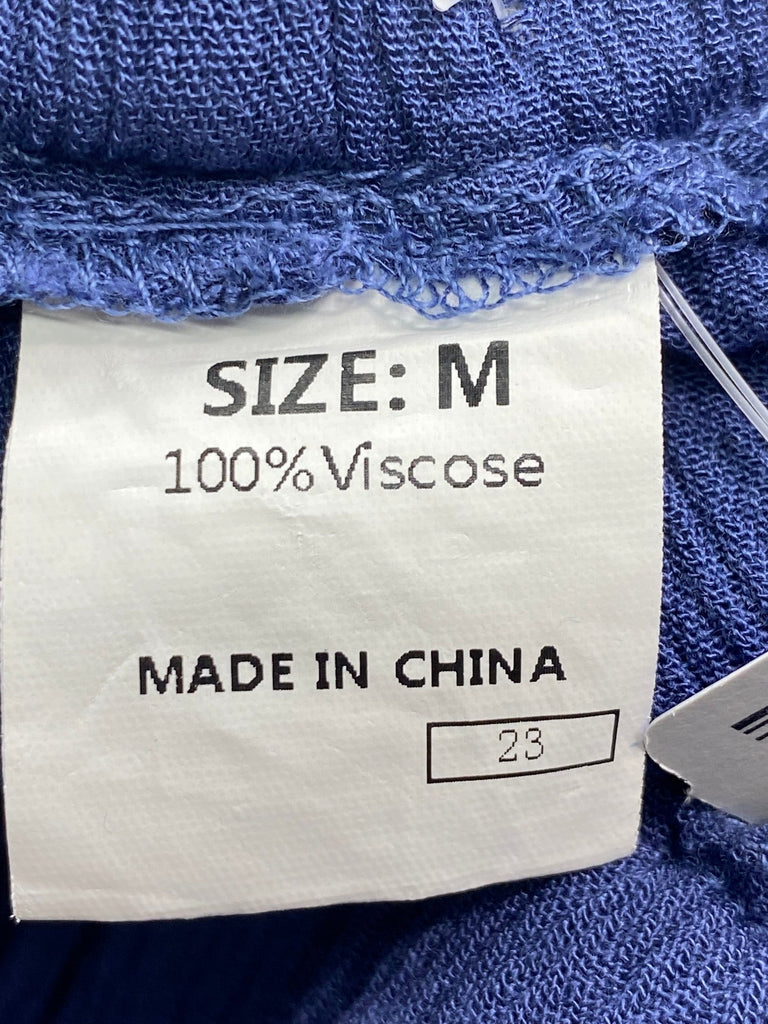 SIZE: M
100% Viscose
MADE IN CHINA
23